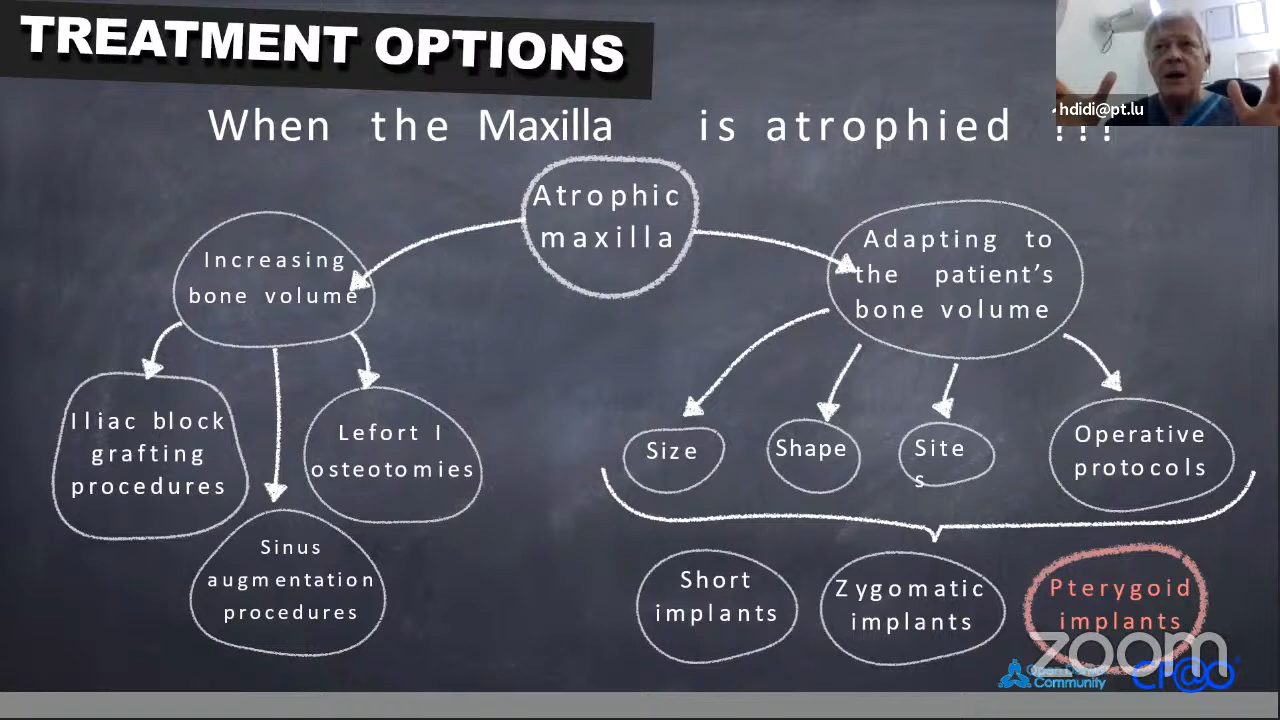 TREATMENT OPTIONS
hdidi@pt.lu
When the Maxilla is atrophied !!!
Atrophic
maxilla
Increasing
bone volume
Adapting to
the patient's
bone volume
Iliac block
grafting
procedures
Lefort I
osteotomies
Sinus
augmentation
procedures
Size
Shape
Site
s
Operative
protocols
Short
implants
Zygomatic
implants
Pterygoid
implants
zoom
Open Dental
Community